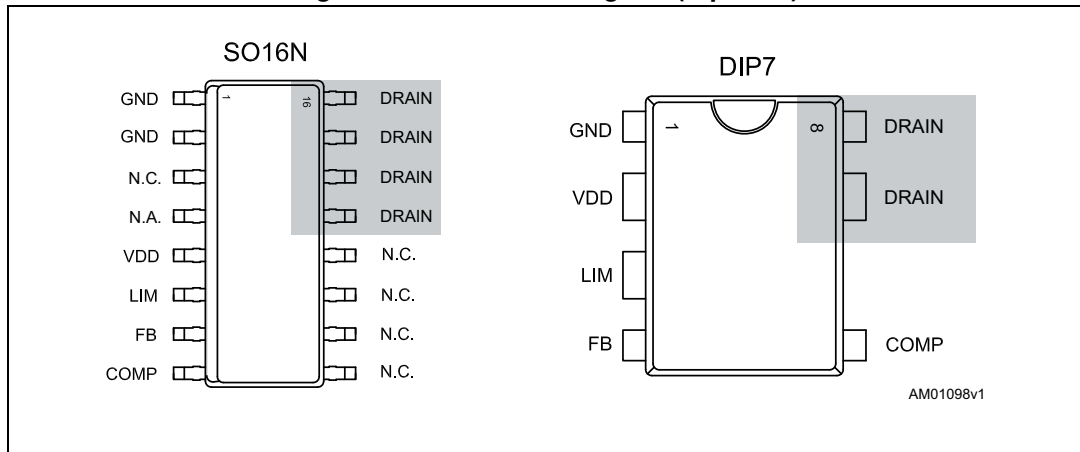 SO16N
GND 1 16 DRAIN
GND DRAIN
N.C. DRAIN
N.A. DRAIN
VDD N.C.
LIM N.C.
FB N.C.
COMP N.C.
DIP7
GND 1 8 DRAIN
VDD DRAIN
LIM
FB COMP
AM01098v1